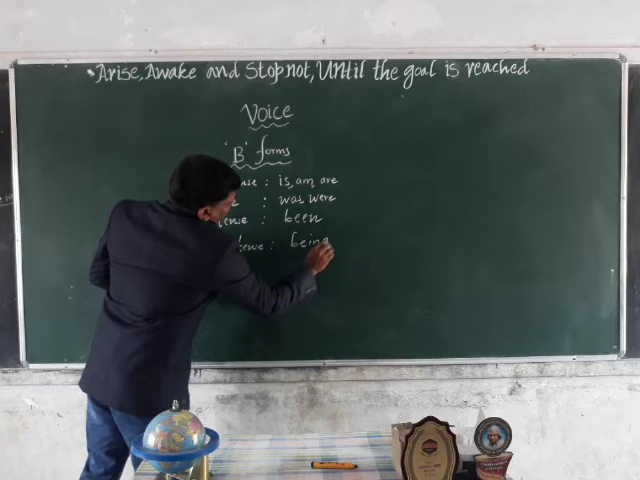 Arise, Awake and Stop not, Until the goal is reached
Voice
'B' forms
: is, am, are
: was were
: been
: being